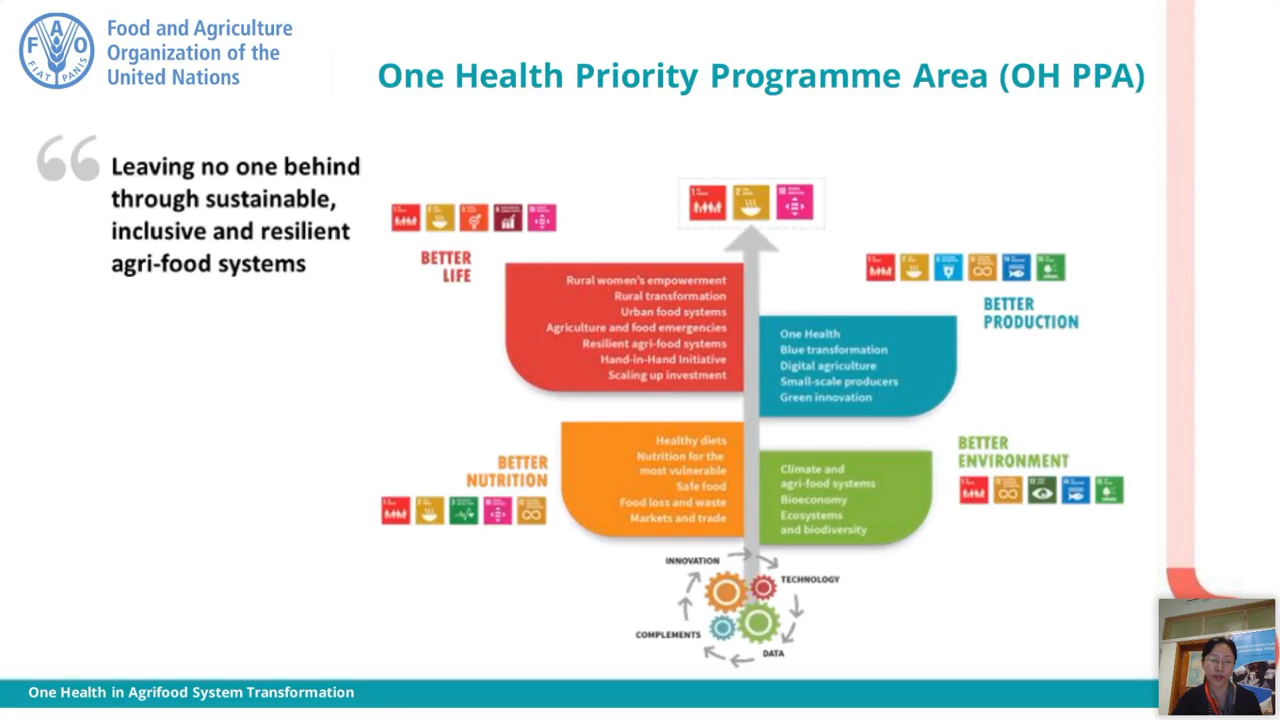 FAO
FIAT PANIS
Food and Agriculture
Organization of the
United Nations
One Health Priority Programme Area (OH PPA)
Leaving no one behind
through sustainable,
inclusive and resilient
agri-food systems
BETTER
LIFE
Rural women's empowerment
Rural transformation
Urban food systems
Agriculture and food emergencies
Resilient agri-food systems
Hand-in-Hand Initiative
Scaling up investment
BETTER
PRODUCTION
One Health
Blue transformation
Digital agriculture
Small-scale producers
Green innovation
BETTER
NUTRITION
Healthy diets
Nutrition for the
most vulnerable
Safe food
Food loss and waste
Markets and trade
BETTER
ENVIRONMENT
Climate and
agri-food systems
Bioeconomy
Ecosystems
and biodiversity
INNOVATION
TECHNOLOGY
COMPLEMENTS
DATA
One Health in Agrifood System Transformation